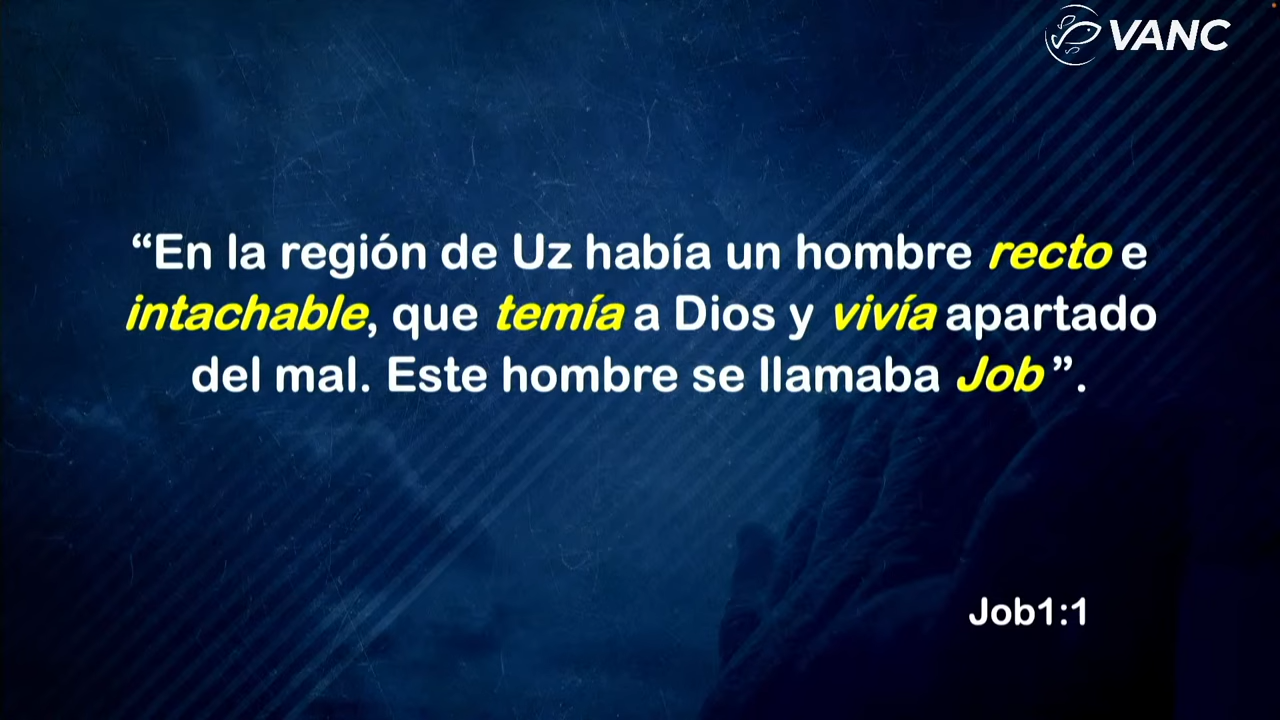 VANC
“En la región de Uz había un hombre recto e
intachable, que temía a Dios y vivía apartado
del mal. Este hombre se llamaba Job ”.
Job1:1